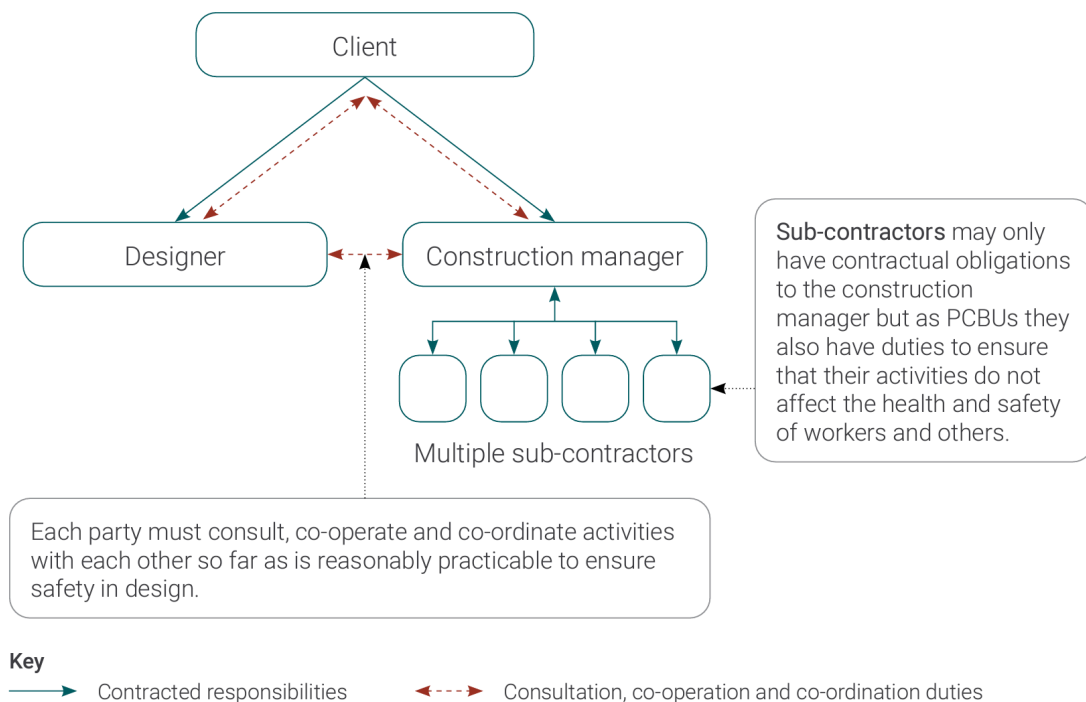 Client
Designer
Construction manager
Sub-contractors may only
have contractual obligations
to the construction
manager but as PCBUs they
also have duties to ensure
that their activities do not
affect the health and safety
of workers and others.
Multiple sub-contractors
Each party must consult, co-operate and co-ordinate activities
with each other so far as is reasonably practicable to ensure
safety in design.
Key
Contracted responsibilities
Consultation, co-operation and co-ordination duties